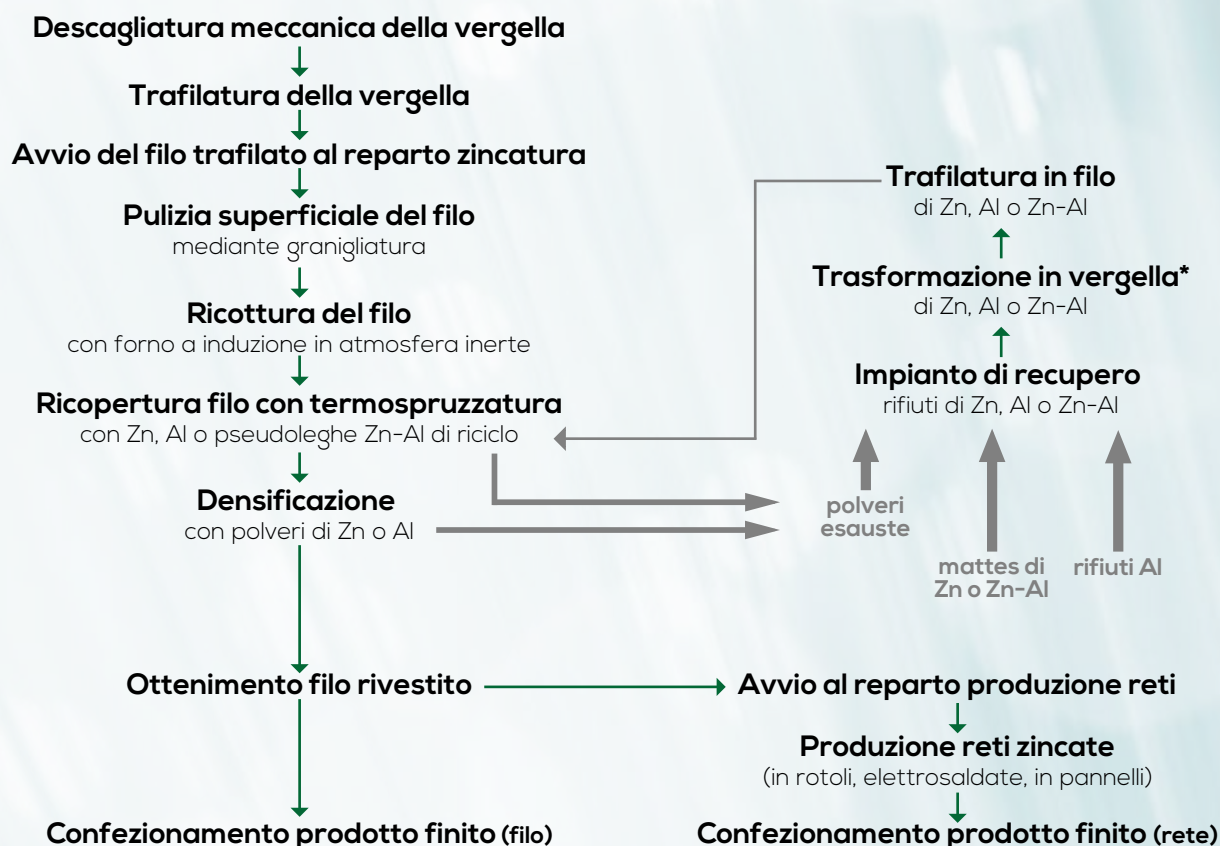 Descagliatura meccanica della vergella
Trafilatura della vergella
Avvio del filo trafilato al reparto zincatura
Pulizia superficiale del filo
mediante granigliatura
Ricottura del filo
con forno a induzione in atmosfera inerte
Ricopertura filo con termospruzzatura
con Zn, Al o pseudoleghe Zn-Al di riciclo
Densificazione
con polveri di Zn o Al
Trafilatura in filo
di Zn, Al o Zn-Al
Trasformazione in vergella*
di Zn, Al o Zn-Al
Impianto di recupero
rifiuti di Zn, Al o Zn-Al
polveri
esauste
mattes di
Zn o Zn-Al
rifiuti Al
Ottenimento filo rivestito
Avvio al reparto produzione reti
Produzione reti zincate
(in rotoli, elettrosaldate, in pannelli)
Confezionamento prodotto finito (filo)
Confezionamento prodotto finito (rete)